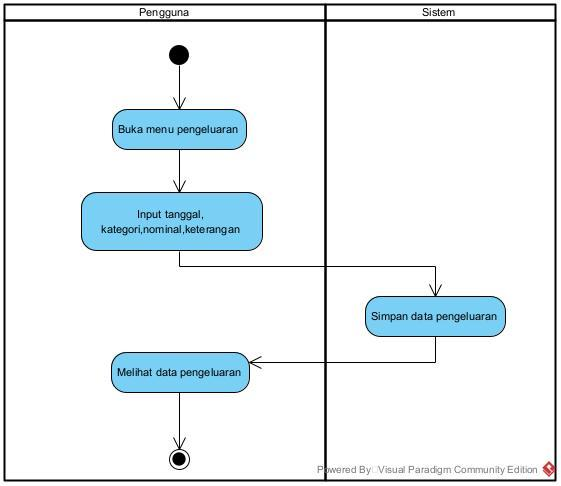 Pengguna
Sistem
Buka menu pengeluaran
Input tanggal,
kategori,nominal,keterangan
Simpan data pengeluaran
Melihat data pengeluaran
Powered By Visual Paradigm Community Edition